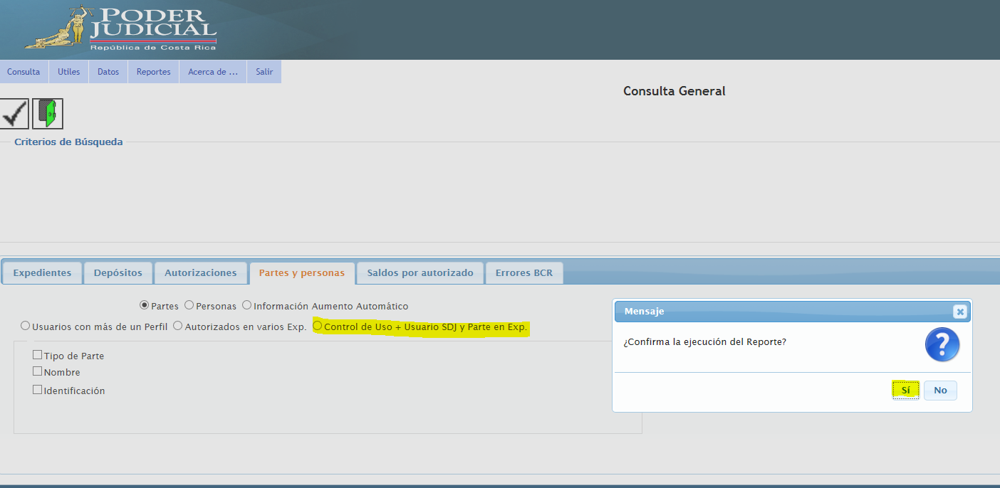 PODER
JUDICIAL
República de Costa Rica
Consulta Utiles Datos Reportes Acerca de ... Salir
Consulta General
Criterios de Búsqueda
Expedientes Depósitos Autorizaciones Partes y personas Saldos por autorizado Errores BCR
Partes Personas Información Aumento Automático
Usuarios con más de un Perfil Autorizados en varios Exp. Control de Uso + Usuario SDJ y Parte en Exp.
Tipo de Parte
Nombre
Identificación
Mensaje
¿Confirma la ejecución del Reporte?
?
Sí No